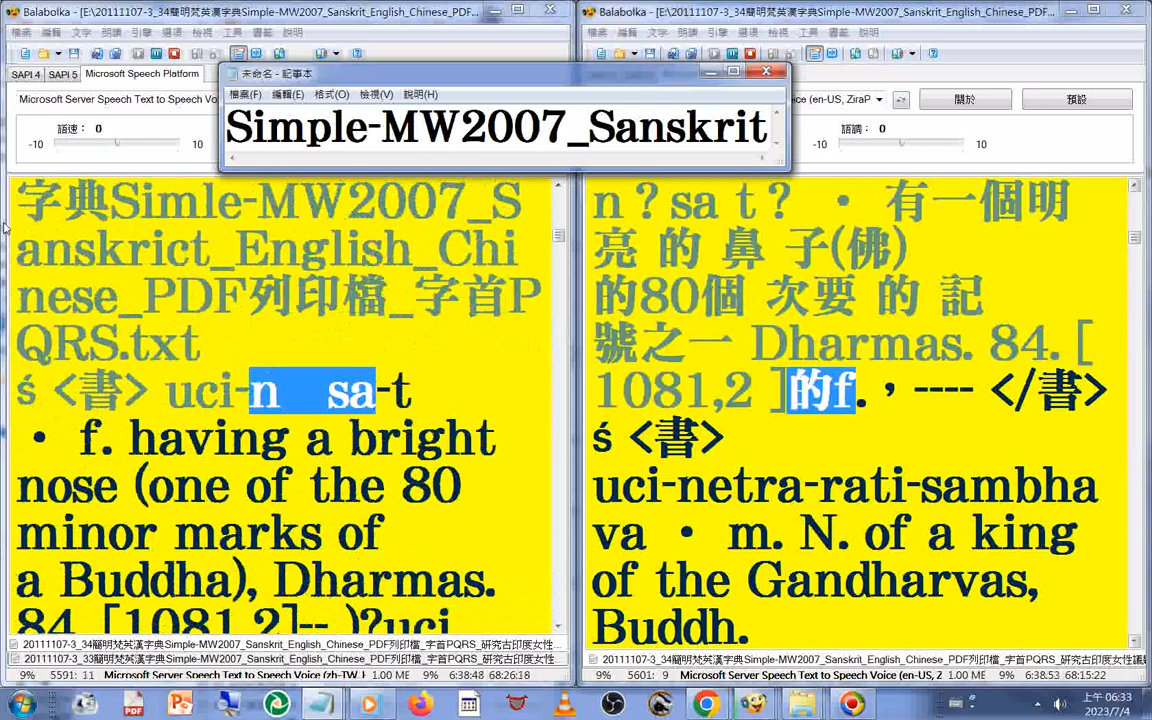 Balabolka - [E:\20111107-3_34簡明梵英漢字典Simple-MW2007_Sanskrit_English_Chinese_PDF...
檔案 編輯 文字 朗讀 引擎 選項 檢視 工具 書籤 說明
SAPI 4 SAPI 5 Microsoft Speech Platform
Microsoft Server Speech Text to Speech Vo
語速： 0
-10 10
字典Simle-MW2007_S
anskrict_English_Chi
nese_PDF列印檔_字首P
QRS.txt
ś <書> uci-n sa-t
• f. having a bright
nose (one of the 80
minor marks of
a Buddha), Dharmas.
84. [1081,2]-- )?uci
20111107-3_34簡明梵英漢字典Simple-MW2007_Sanskrit_English_Chinese_PDF列印檔_字首PQRS_研究古印度女性...
20111107-3_33簡明梵英漢字典Simple-MW2007_Sanskrit_English_Chinese_PDF列印檔_字首PQRS_研究古印度女性...
9% 5591: 11 Microsoft Server Speech Text to Speech Voice (zh-TW, 1.00 MB 9% 6:38:48 68:26:18
未命名 - 記事本
檔案(F) 編輯(E) 格式(O) 檢視(V) 說明(H)
Simple-MW2007_Sanskrit
Balabolka - [E:\20111107-3_34簡明梵英漢字典Simple-MW2007_Sanskrit_English_Chinese_PDF...
檔案 編輯 文字 朗讀 引擎 選項 檢視 工具 書籤 說明
ice (en-US, ZiraP
關於
預設
語調： 0
-10 10
n？sa t？ • 有一個明
亮 的 鼻 子(佛)
的80個 次要 的 記
號之一 Dharmas. 84. [
1081,2 ]的f.，---- </書>
ś <書>
uci-netra-rati-sambha
va • m. N. of a king
of the Gandharvas,
Buddh.
20111107-3_34簡明梵英漢字典Simple-MW2007_Sanskrit_English_Chinese_PDF列印檔_字首PQRS_研究古印度女性議
9% 5601: 9 Microsoft Server Speech Text to Speech Voice (en-US, Z 1.00 MB 9% 6:38:53 68:15:22
上午 06:33
2023/7/4